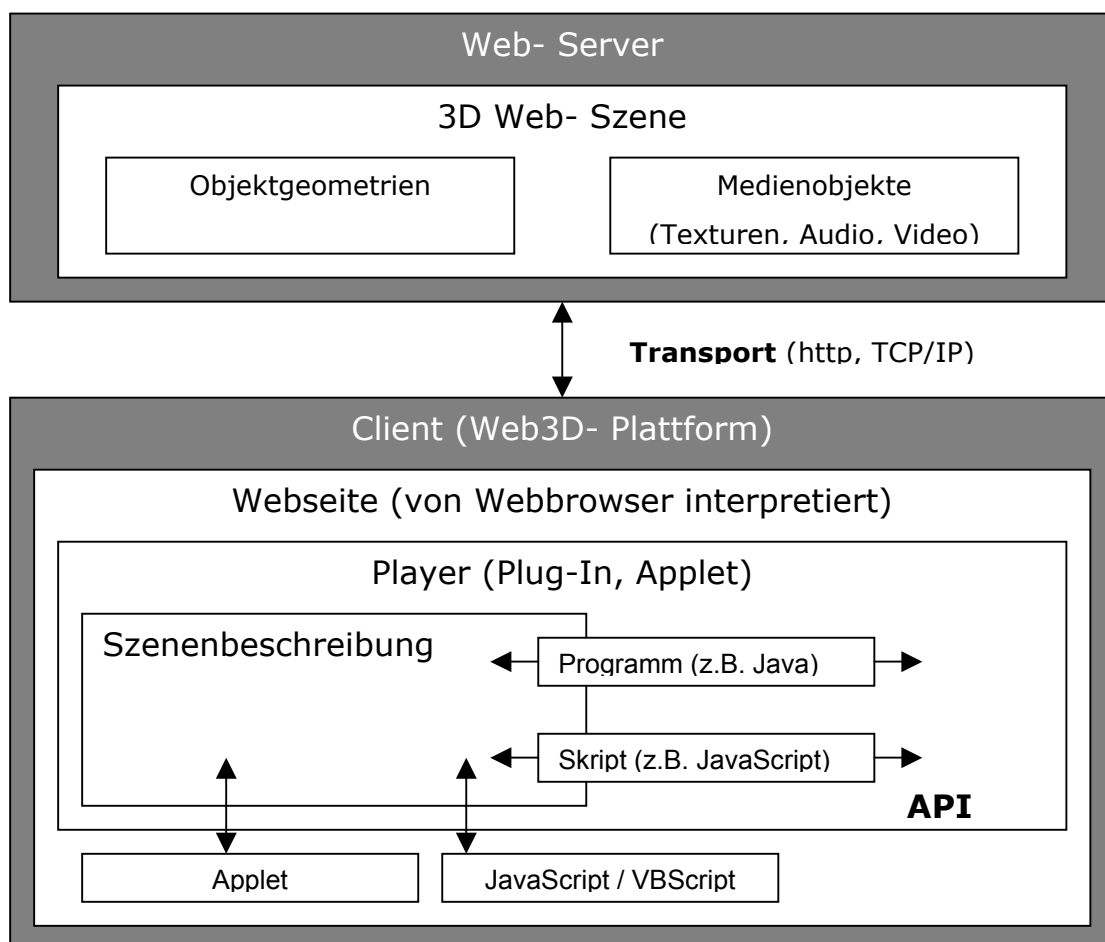 Web- Server
3D Web- Szene
Objektgeometrien
Medienobjekte
(Texturen, Audio, Video)
Transport (http, TCP/IP)
Client (Web3D- Plattform)
Webseite (von Webbrowser interpretiert)
Player (Plug-In, Applet)
Szenenbeschreibung
Programm (z.B. Java)
Skript (z.B. JavaScript)
API
Applet
JavaScript / VBScript